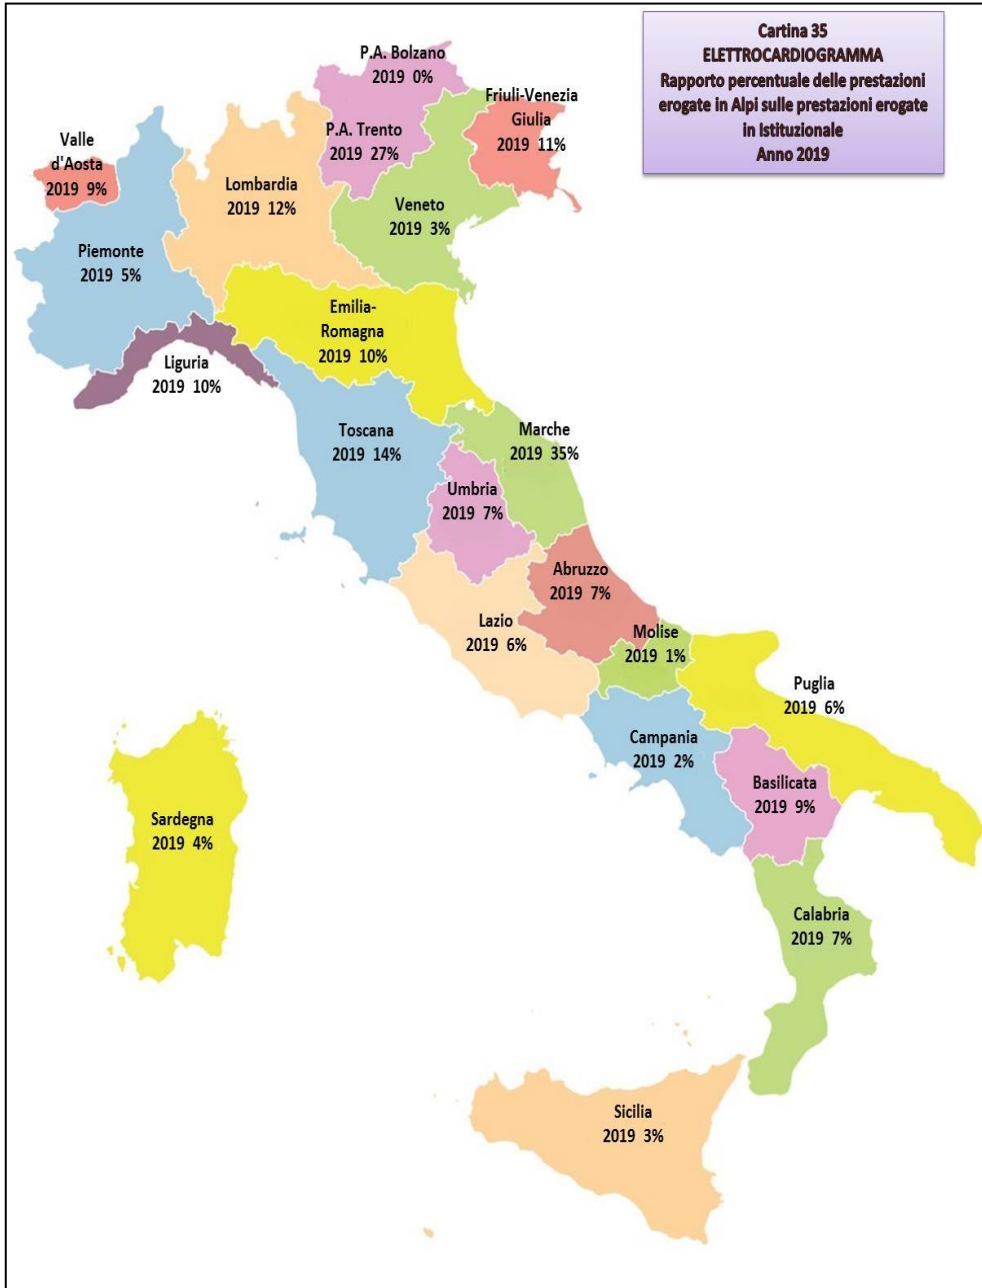 Cartina 35
ELETTROCARDIOGRAMMA
Rapporto percentuale delle prestazioni
erogate in Alpi sulle prestazioni erogate
in Istituzionale
Anno 2019
P.A. Bolzano
2019 0%
Friuli-Venezia
Giulia
2019 11%
P.A. Trento
2019 27%
Valle
d'Aosta
2019 9%
Lombardia
2019 12%
Veneto
2019 3%
Piemonte
2019 5%
Emilia-
Romagna
2019 10%
Liguria
2019 10%
Toscana
2019 14%
Marche
2019 35%
Umbria
2019 7%
Abruzzo
2019 7%
Lazio
2019 6%
Molise
2019 1%
Puglia
2019 6%
Campania
2019 2%
Basilicata
2019 9%
Sardegna
2019 4%
Calabria
2019 7%
Sicilia
2019 3%